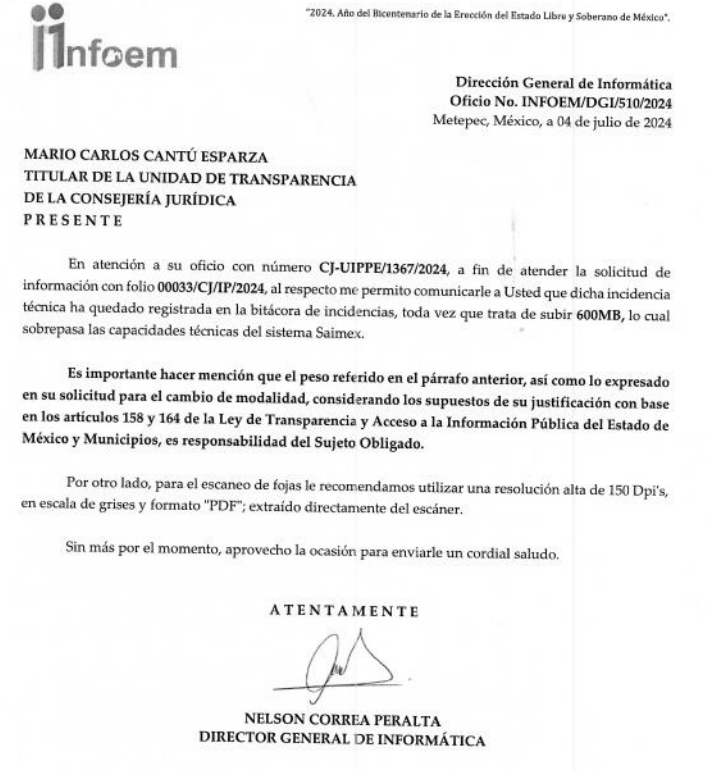 "2024. Año del Bicentenario de la Erección del Estado Libre y Soberano de México".
infoem
Dirección General de Informática
Oficio No. INFOEM/DGI/510/2024
Metepec, México, a 04 de julio de 2024
MARIO CARLOS CANTÚ ESPARZA
TITULAR DE LA UNIDAD DE TRANSPARENCIA
DE LA CONSEJERÍA JURÍDICA
P R E S E N T E
En atención a su oficio con número CJ-UIPPE/1367/2024, a fin de atender la solicitud de
información con folio 00033/CJ/IP/2024, al respecto me permito comunicarle a Usted que dicha incidencia
técnica ha quedado registrada en la bitácora de incidencias, toda vez que trata de subir 600MB, lo cual
sobrepasa las capacidades técnicas del sistema Saimex.
Es importante hacer mención que el peso referido en el párrafo anterior, así como lo expresado
en su solicitud para el cambio de modalidad, considerando los supuestos de su justificación con base
en los artículos 158 y 164 de la Ley de Transparencia y Acceso a la Información Pública del Estado de
México y Municipios, es responsabilidad del Sujeto Obligado.
Por otro lado, para el escaneo de fojas le recomendamos utilizar una resolución alta de 150 Dpi's,
en escala de grises y formato "PDF"; extraído directamente del escáner.
Sin más por el momento, aprovecho la ocasión para enviarle un cordial saludo.
A T E N T A M E N T E
NELSON CORREA PERALTA
DIRECTOR GENERAL DE INFORMÁTICA